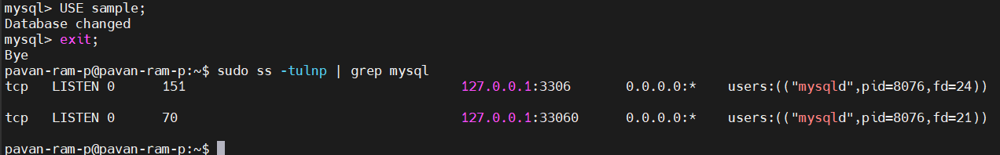 mysql> USE sample;
Database changed
mysql> exit;
Bye
pavan-ram-p@pavan-ram-p:~$ sudo ss -tulnp | grep mysql
tcp   LISTEN 0      151                                   127.0.0.1:3306       0.0.0.0:*    users:(("mysqld",pid=8076,fd=24))
tcp   LISTEN 0      70                                    127.0.0.1:33060      0.0.0.0:*    users:(("mysqld",pid=8076,fd=21))
pavan-ram-p@pavan-ram-p:~$